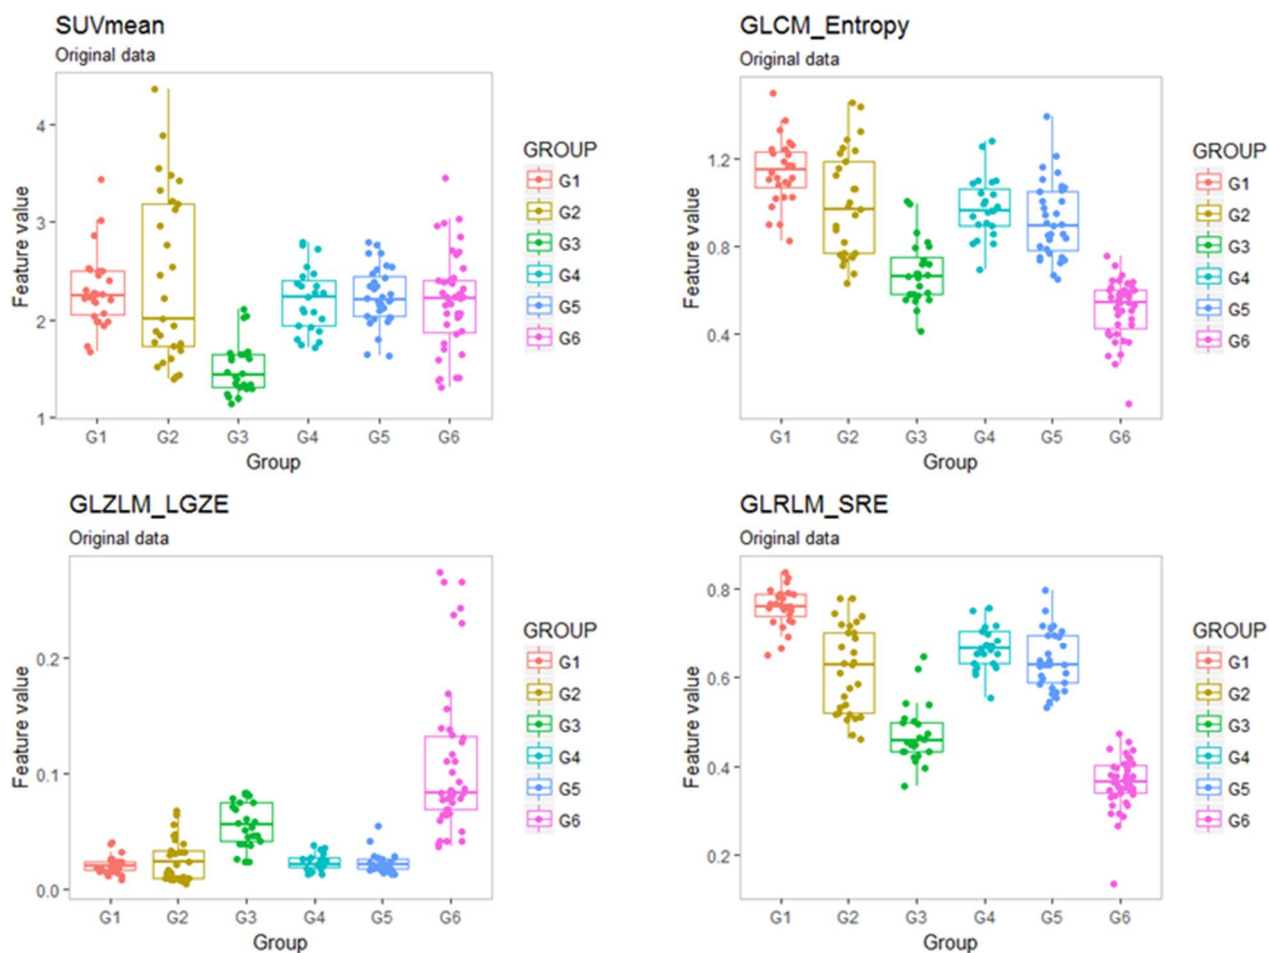 SUVmean
Original data
Feature value
4
3
2
1
G1 G2 G3 G4 G5 G6
Group
GROUP
G1
G2
G3
G4
G5
G6
GLCM_Entropy
Original data
Feature value
1.2
0.8
0.4
G1 G2 G3 G4 G5 G6
Group
GROUP
G1
G2
G3
G4
G5
G6
GLZLM_LGZE
Original data
Feature value
0.2
0.1
0.0
G1 G2 G3 G4 G5 G6
Group
GROUP
G1
G2
G3
G4
G5
G6
GLRLM_SRE
Original data
Feature value
0.8
0.6
0.4
0.2
G1 G2 G3 G4 G5 G6
Group
GROUP
G1
G2
G3
G4
G5
G6